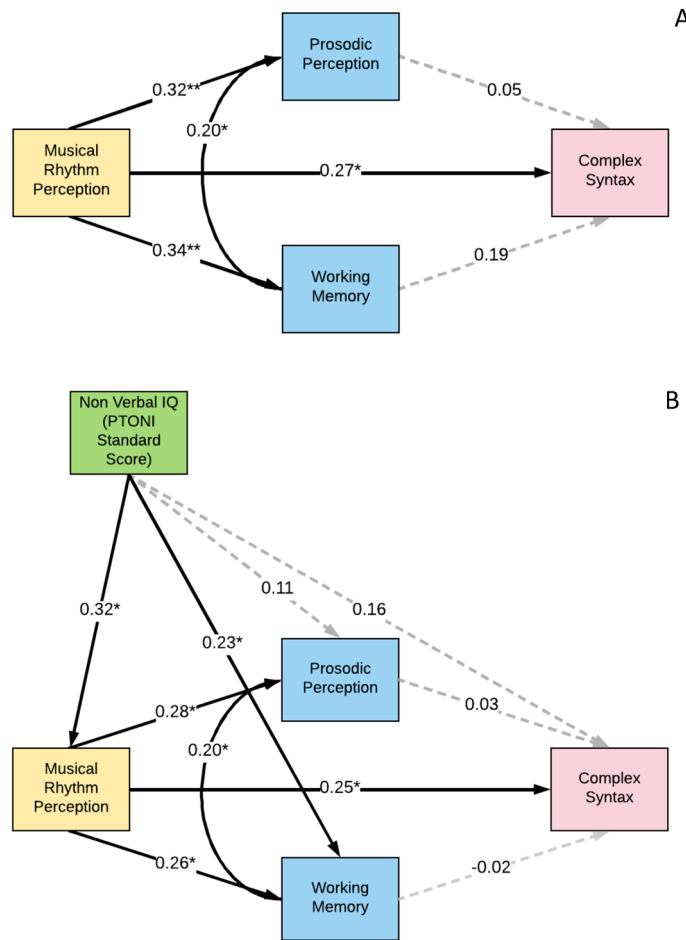 A
Prosodic
Perception
0.32**
0.05
0.20*
Musical
Rhythm
Perception
0.27*
Complex
Syntax
0.34**
0.19
Working
Memory
B
Non Verbal IQ
(PTONI
Standard
Score)
0.11
0.16
0.32*
0.23*
Prosodic
Perception
0.28*
0.03
0.20*
Musical
Rhythm
Perception
0.25*
Complex
Syntax
0.26*
-0.02
Working
Memory